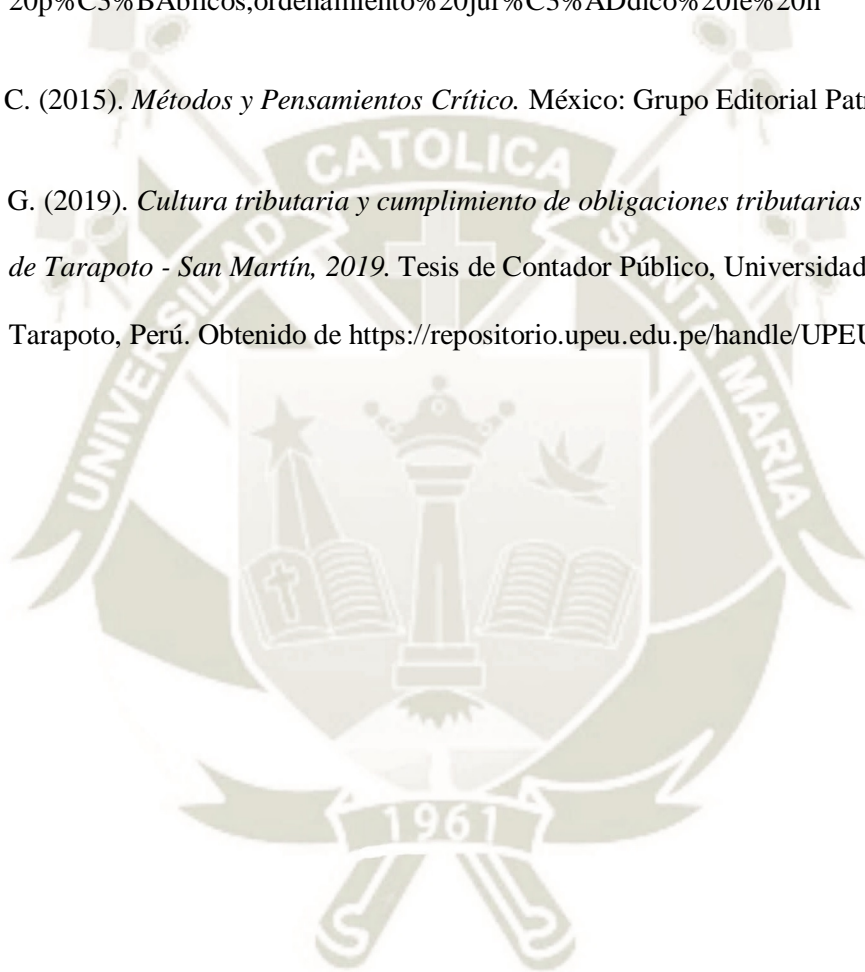 20p%C3%BAblicos,ordenamiento%20jur%C3%ADdico%20le%20n
C. (2015). Métodos y Pensamientos Crítico. México: Grupo Editorial Pat
G. (2019). Cultura tributaria y cumplimiento de obligaciones tributarias
de Tarapoto - San Martín, 2019. Tesis de Contador Público, Universidad
Tarapoto, Perú. Obtenido de https://repositorio.upeu.edu.pe/handle/UPEU
UNIVERSIDAD CATOLICA SANTA MARIA
1961